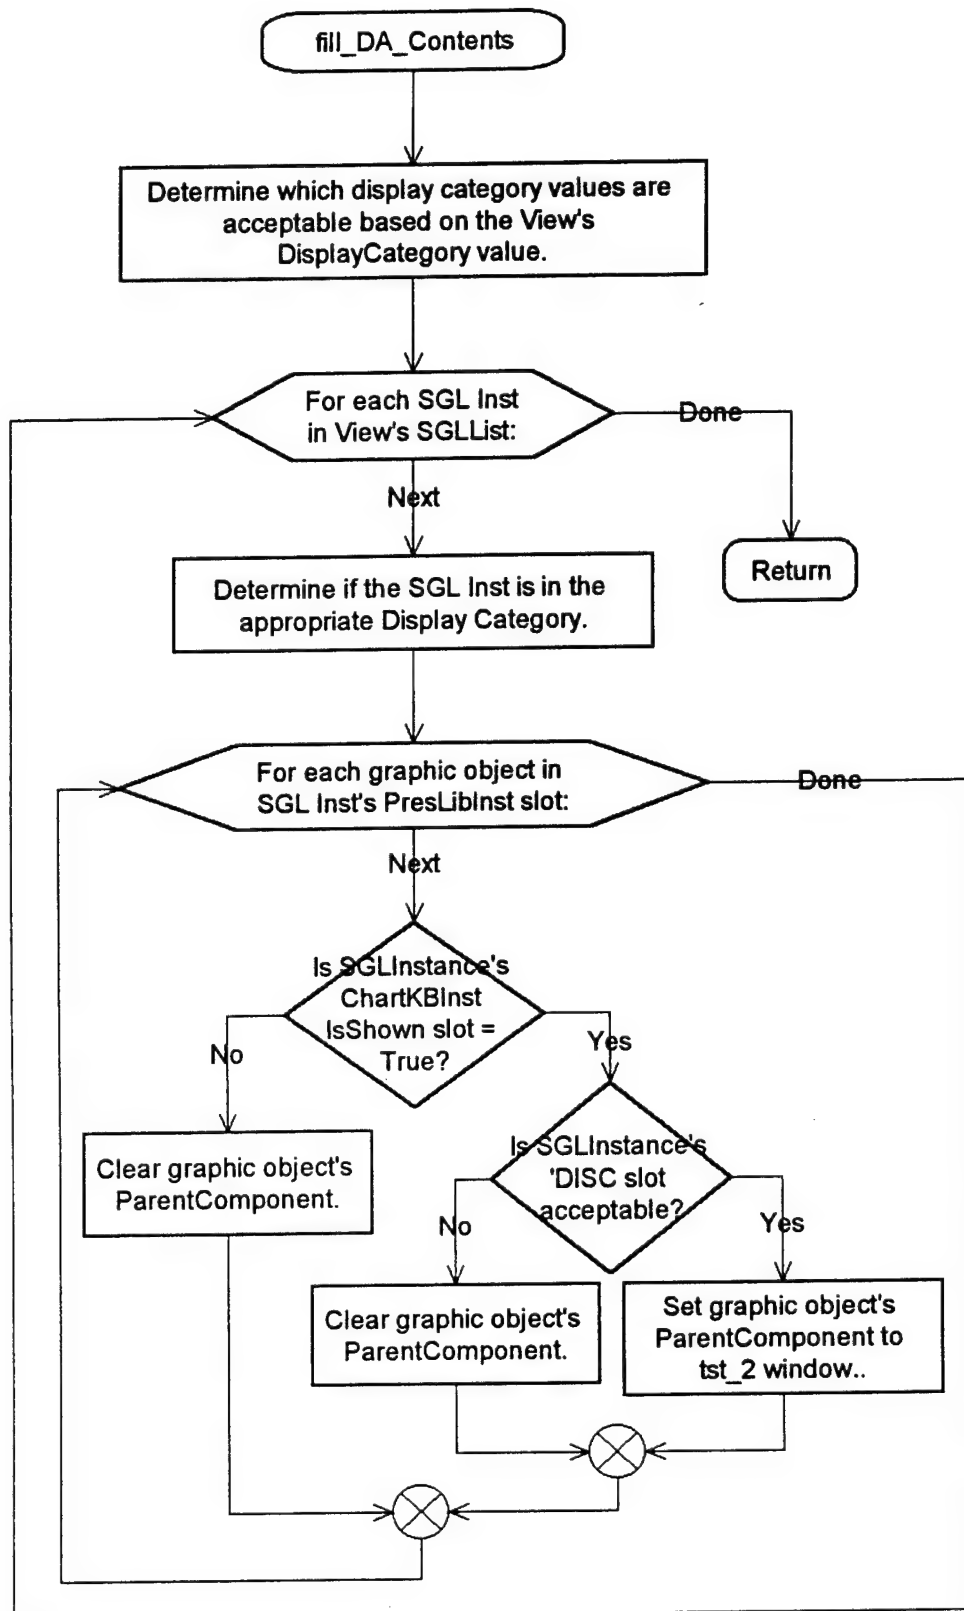 fill_DA_Contents
Determine which display category values are
acceptable based on the View's
DisplayCategory value.
For each SGL Inst
in View's SGLList:
Done
Next
Return
Determine if the SGL Inst is in the
appropriate Display Category.
For each graphic object in
SGL Inst's PresLibInst slot:
Done
Next
Is SGLInstance's
ChartKBInst
IsShown slot =
True?
No
Yes
Clear graphic object's
ParentComponent.
Is SGLInstance's
'DISC slot
acceptable?
No
Yes
Clear graphic object's
ParentComponent.
Set graphic object's
ParentComponent to
tst_2 window..